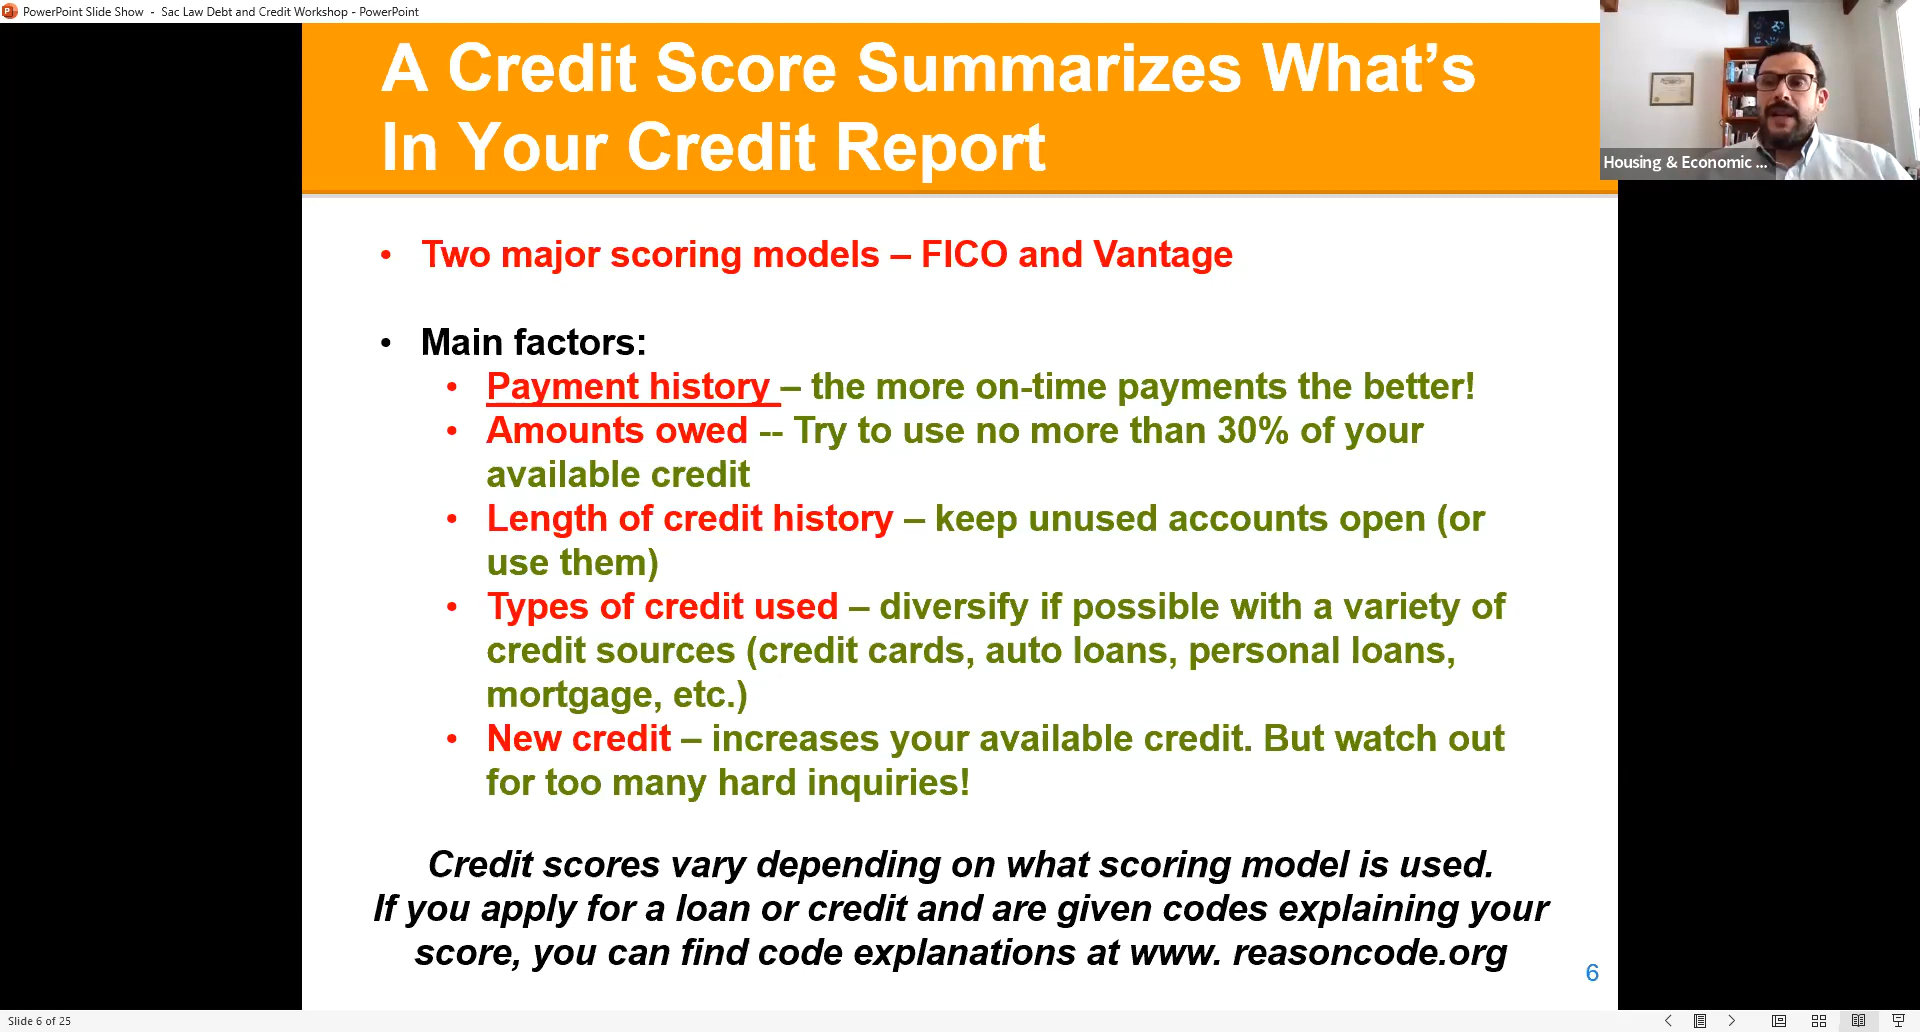 PowerPoint Slide Show - Sac Law Debt and Credit Workshop - PowerPoint
A Credit Score Summarizes What’s
In Your Credit Report
Housing & Economic ...
• Two major scoring models – FICO and Vantage
• Main factors:
• Payment history – the more on-time payments the better!
• Amounts owed -- Try to use no more than 30% of your
available credit
• Length of credit history – keep unused accounts open (or
use them)
• Types of credit used – diversify if possible with a variety of
credit sources (credit cards, auto loans, personal loans,
mortgage, etc.)
• New credit – increases your available credit. But watch out
for too many hard inquiries!
Credit scores vary depending on what scoring model is used.
If you apply for a loan or credit and are given codes explaining your
score, you can find code explanations at www. reasoncode.org
6
Slide 6 of 25